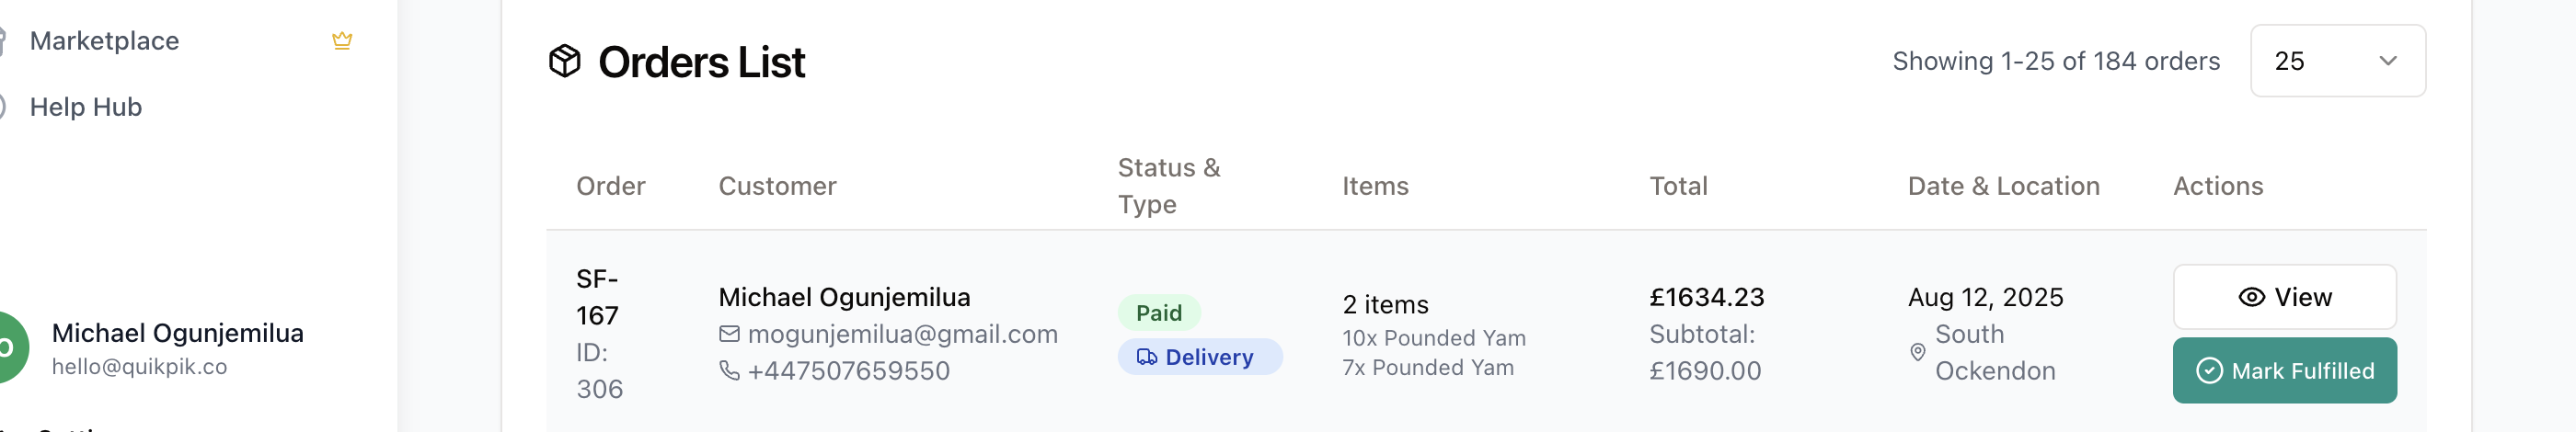 Marketplace
Help Hub
Michael Ogunjemilua
hello@quikpik.co
Orders List
Showing 1-25 of 184 orders
25
Order
Customer
Status &
Type
Items
Total
Date & Location
Actions
SF-
167
ID:
306
Michael Ogunjemilua
mogunjemilua@gmail.com
+447507659550
Paid
Delivery
2 items
10x Pounded Yam
7x Pounded Yam
£1634.23
Subtotal:
£1690.00
Aug 12, 2025
South
Ockendon
View
Mark Fulfilled